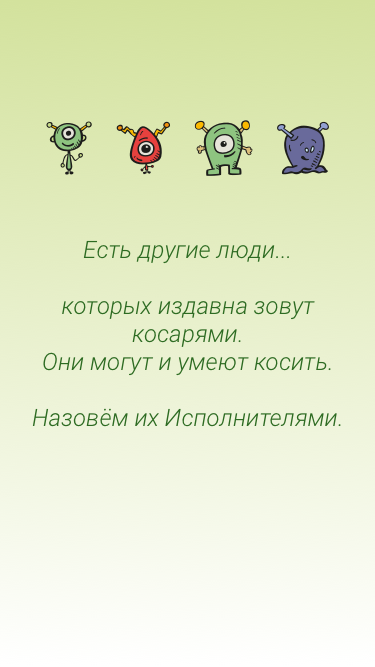 Есть другие люди...
которых издавна зовут
косарями.
Они могут и умеют косить.
Назовём их Исполнителями.